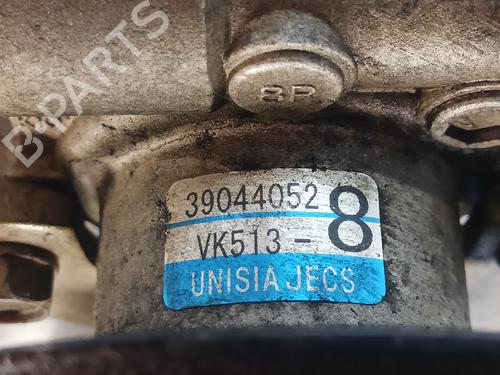 B-PARTS
8P
39044052
VK513-8
UNISIA JECS